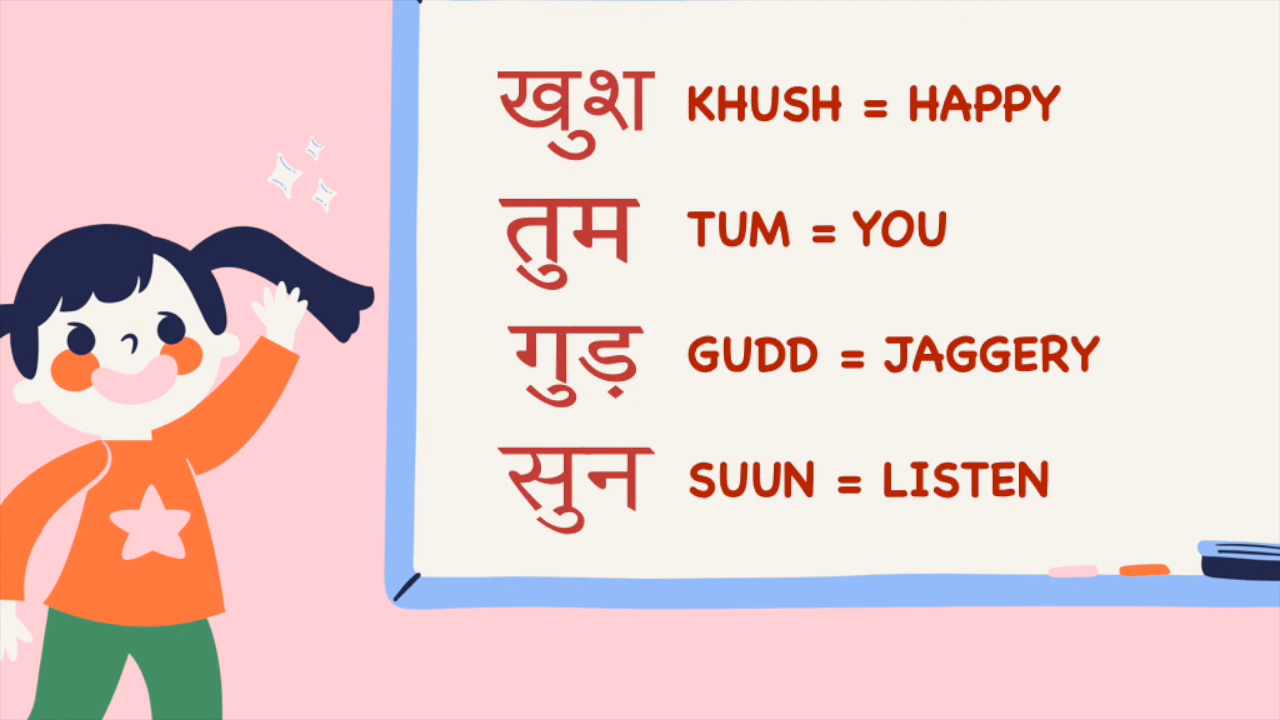 खुश KHUSH = HAPPY
तुम TUM = YOU
गुड़ GUDD = JAGGERY
सुन SUUN = LISTEN